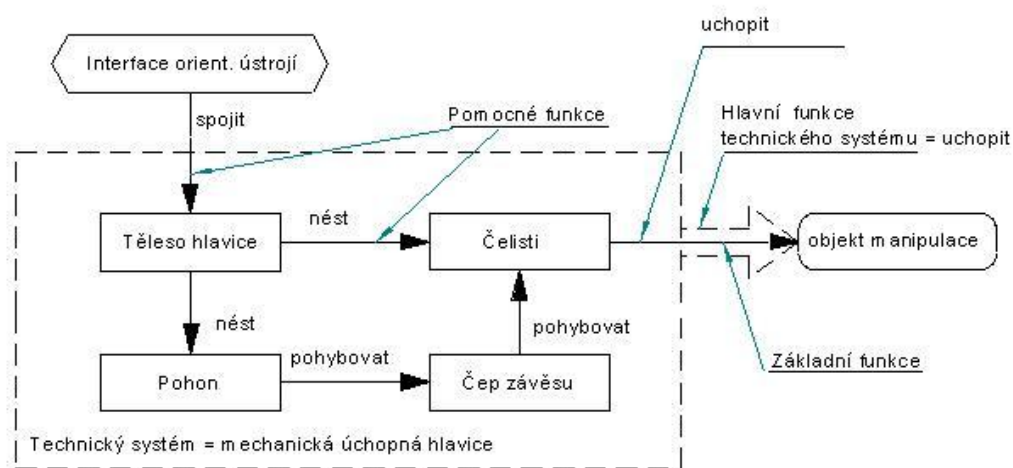 uchopit
Interface orient. ústrojí
spojit
Pomocné funkce
Hlavní funkce
technického systému = uchopit
nést
Těleso hlavice
Čelisti
objekt manipulace
nést
pohybovat
pohybovat
Základní funkce
Pohon
Čep závěsu
Technický systém = mechanická úchopná hlavice